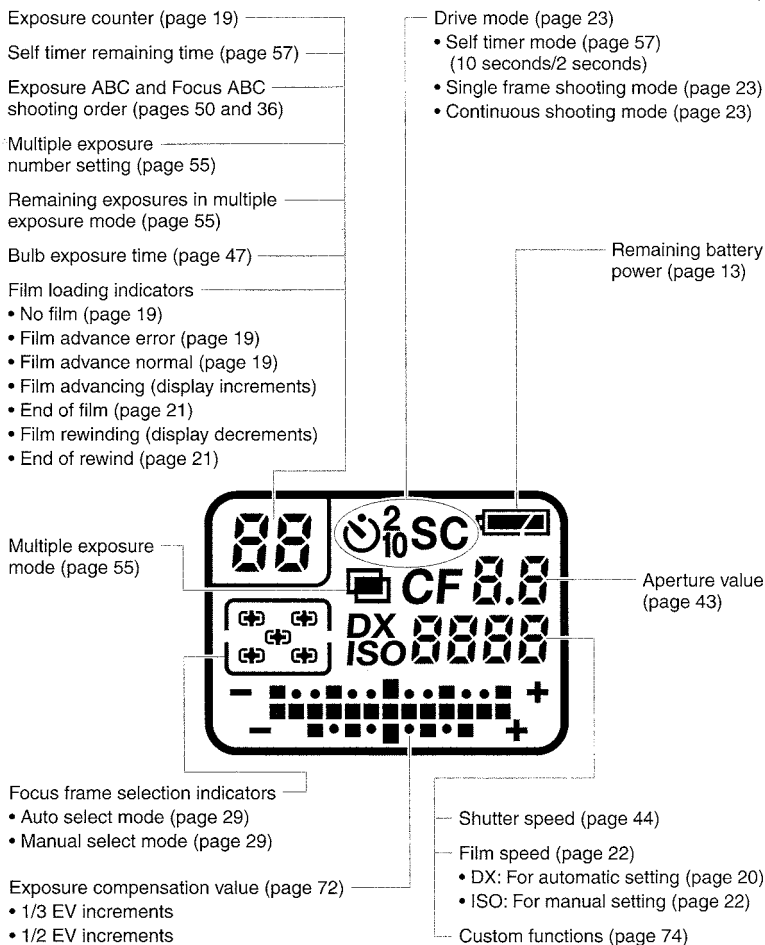 Exposure counter (page 19)
Self timer remaining time (page 57)
Exposure ABC and Focus ABC
shooting order (pages 50 and 36)
Multiple exposure
number setting (page 55)
Remaining exposures in multiple
exposure mode (page 55)
Bulb exposure time (page 47)
Film loading indicators
• No film (page 19)
• Film advance error (page 19)
• Film advance normal (page 19)
• Film advancing (display increments)
• End of film (page 21)
• Film rewinding (display decrements)
• End of rewind (page 21)
Drive mode (page 23)
• Self timer mode (page 57)
(10 seconds/2 seconds)
• Single frame shooting mode (page 23)
• Continuous shooting mode (page 23)
Remaining battery
power (page 13)
88
2
10
SC
Multiple exposure
mode (page 55)
CF 8.8
Aperture value
(page 43)
DX
ISO 8888
− +
− +
Focus frame selection indicators
• Auto select mode (page 29)
• Manual select mode (page 29)
Exposure compensation value (page 72)
• 1/3 EV increments
• 1/2 EV increments
Shutter speed (page 44)
Film speed (page 22)
• DX: For automatic setting (page 20)
• ISO: For manual setting (page 22)
Custom functions (page 74)